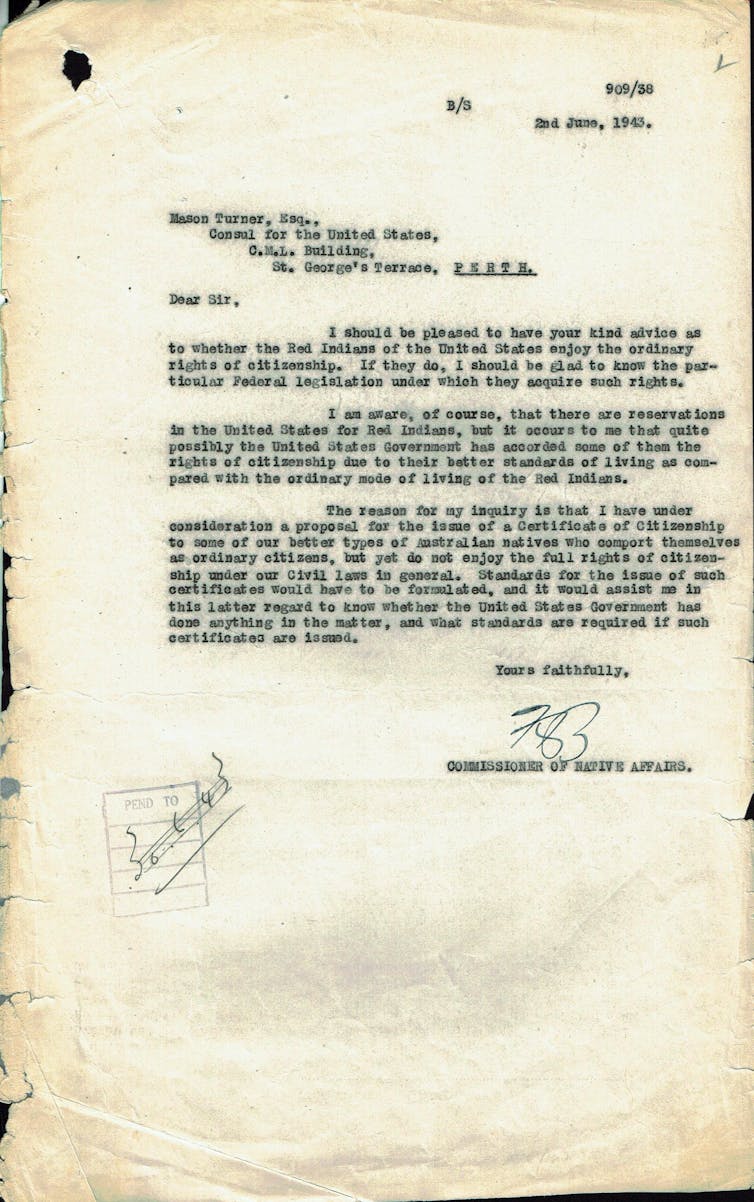 909/38
B/S
2nd June, 1943.
Mason Turner, Esq.,
Consul for the United States,
C.M.L. Building,
St. George's Terrace, PERTH.
Dear Sir,
I should be pleased to have your kind advice as
to whether the Red Indians of the United States enjoy the ordinary
rights of citizenship. If they do, I should be glad to know the par-
ticular Federal legislation under which they acquire such rights.
I am aware, of course, that there are reservations
in the United States for Red Indians, but it occurs to me that quite
possibly the United States Government has accorded some of them the
rights of citizenship due to their better standards of living as com-
pared with the ordinary mode of living of the Red Indians.
The reason for my inquiry is that I have under
consideration a proposal for the issue of a Certificate of Citizenship
to some of our better types of Australian natives who comport themselves
as ordinary citizens, but yet do not enjoy the full rights of citizen-
ship under our Civil laws in general. Standards for the issue of such
certificates would have to be formulated, and it would assist me in
this latter regard to know whether the United States Government has
done anything in the matter, and what standards are required if such
certificates are issued.
Yours faithfully,
COMMISSIONER OF NATIVE AFFAIRS.
PEND TO